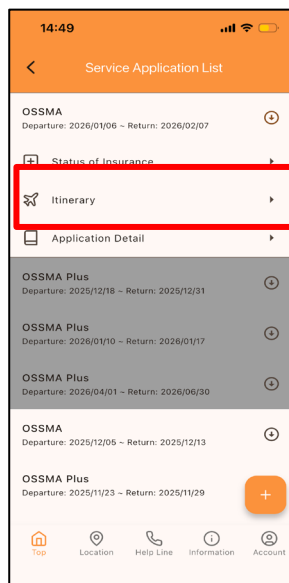 14:49
Service Application List
OSSMA
Departure: 2026/01/06 ~ Return: 2026/02/07
Status of Insurance
Itinerary
Application Detail
OSSMA Plus
Departure: 2025/12/18 ~ Return: 2025/12/31
OSSMA Plus
Departure: 2026/01/10 ~ Return: 2026/01/17
OSSMA Plus
Departure: 2026/04/01 ~ Return: 2026/06/30
OSSMA
Departure: 2025/12/05 ~ Return: 2025/12/13
OSSMA Plus
Departure: 2025/11/23 ~ Return: 2025/11/29
Top Location Help Line Information Account